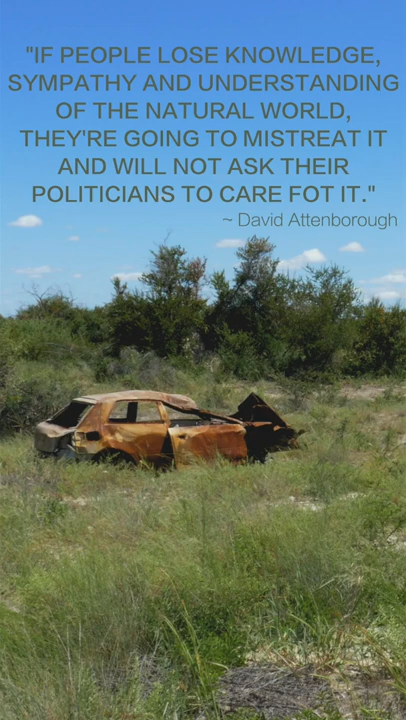 "IF PEOPLE LOSE KNOWLEDGE,
SYMPATHY AND UNDERSTANDING
OF THE NATURAL WORLD,
THEY'RE GOING TO MISTREAT IT
AND WILL NOT ASK THEIR
POLITICIANS TO CARE FOT IT."
~ David Attenborough